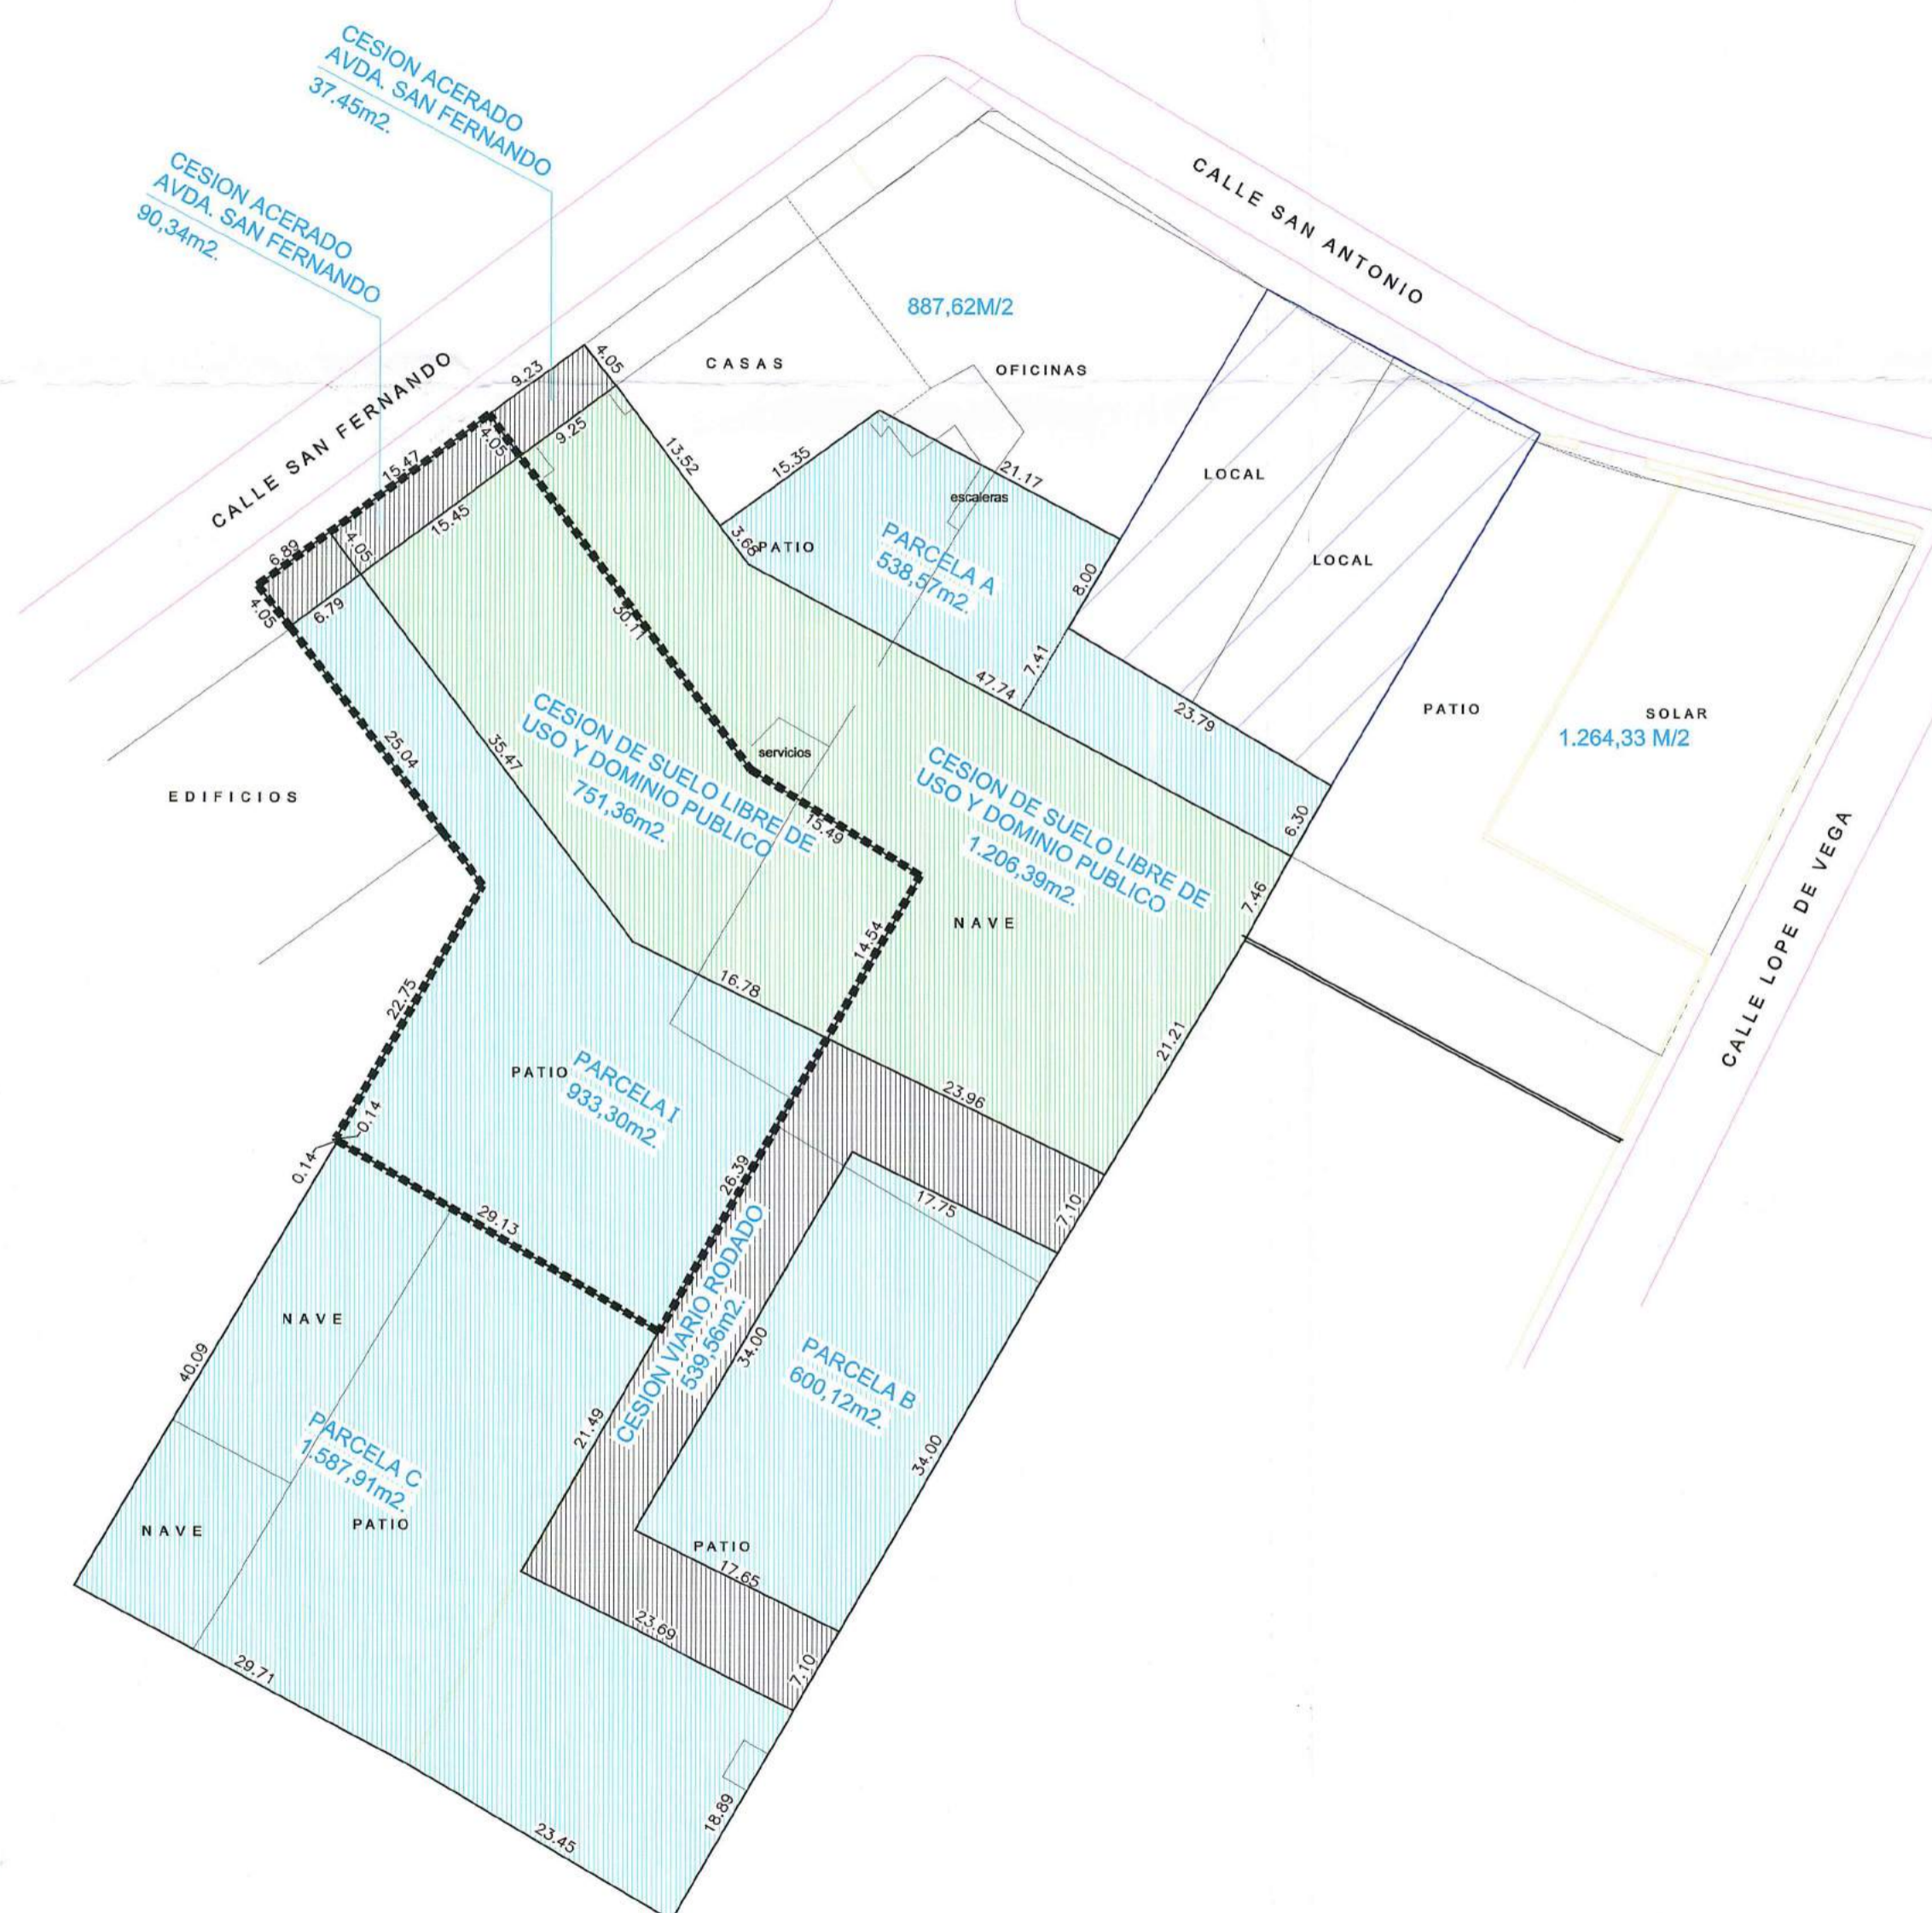 CESION ACERADO
AVDA. SAN FERNANDO
37.45m2.
CESION ACERADO
AVDA. SAN FERNANDO
90,34m2.
CALLE SAN ANTONIO
887,62M/2
CASAS
OFICINAS
CALLE SAN FERNANDO
9.23
4.05
9.25
4.05
15.47
15.45
13.52
15.35
21.17
escaleras
LOCAL
LOCAL
6.89
4.05
4.05
6.79
3.68
PATIO
PARCELA A
538,57m2.
8.00
7.41
30.11
47.74
23.79
PATIO
SOLAR
1.264,33 M/2
EDIFICIOS
25.04
35.47
servicios
CESION DE SUELO LIBRE DE
USO Y DOMINIO PUBLICO
751,36m2.
15.49
CESION DE SUELO LIBRE DE
USO Y DOMINIO PUBLICO
1.206,39m2.
6.30
7.46
NAVE
14.54
CALLE LOPE DE VEGA
22.75
16.78
21.21
PATIO
PARCELA I
933,30m2.
23.96
0.14
0.14
26.39
17.75
7.10
29.13
CESION VIARIO RODADO
539,56m2.
NAVE
40.09
34.00
PARCELA B
600,12m2.
PARCELA C
1.587,91m2.
21.49
34.00
NAVE
PATIO
PATIO
17.65
23.69
7.10
29.71
18.89
23.45